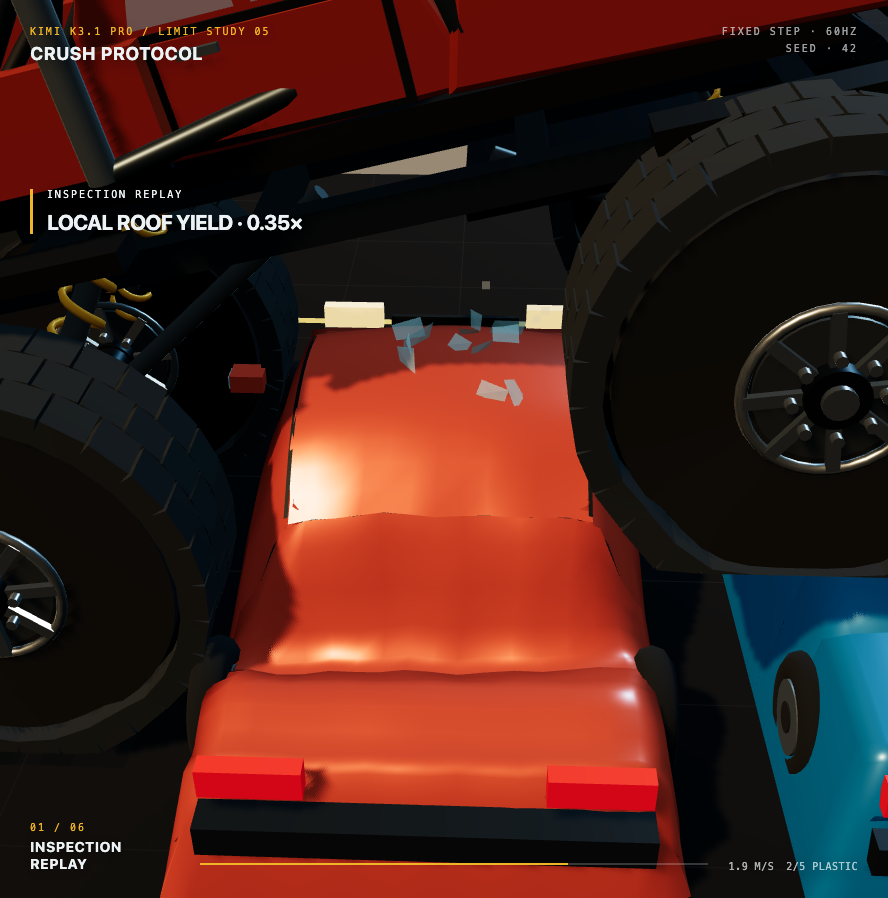 KIMI K3.1 PRO / LIMIT STUDY 05
CRUSH PROTOCOL
FIXED STEP · 60HZ
SEED · 42
INSPECTION REPLAY
LOCAL ROOF YIELD · 0.35×
01 / 06
INSPECTION
REPLAY
1.9 M/S 2/5 PLASTIC